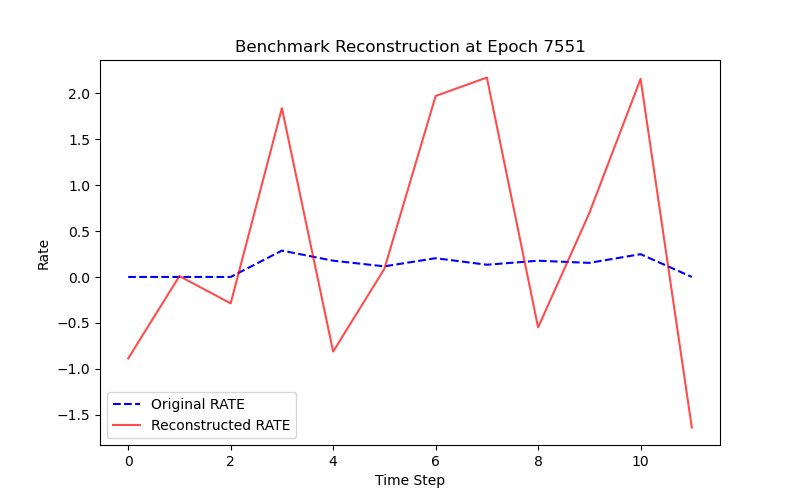 Benchmark Reconstruction at Epoch 7551
2.0
1.5
1.0
0.5
0.0
−0.5
−1.0
−1.5
Rate
Original RATE
Reconstructed RATE
0 2 4 6 8 10
Time Step